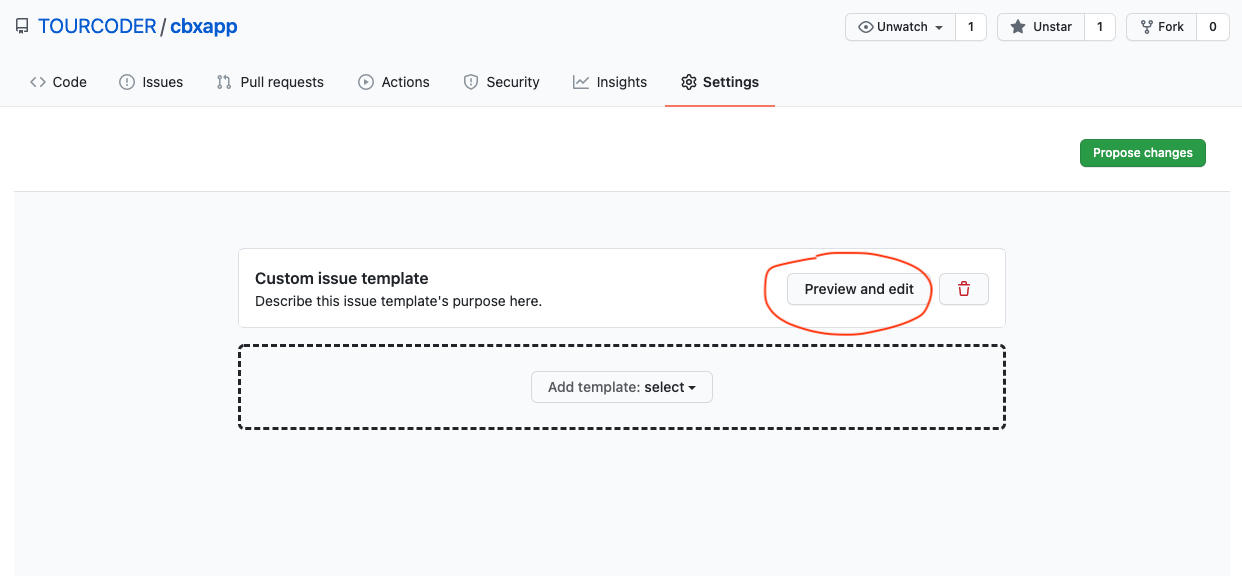 TOURCODER / cbxapp
Unwatch 1 Unstar 1 Fork 0
Code Issues Pull requests Actions Security Insights Settings
Propose changes
Custom issue template
Describe this issue template's purpose here.
Preview and edit
Add template: select